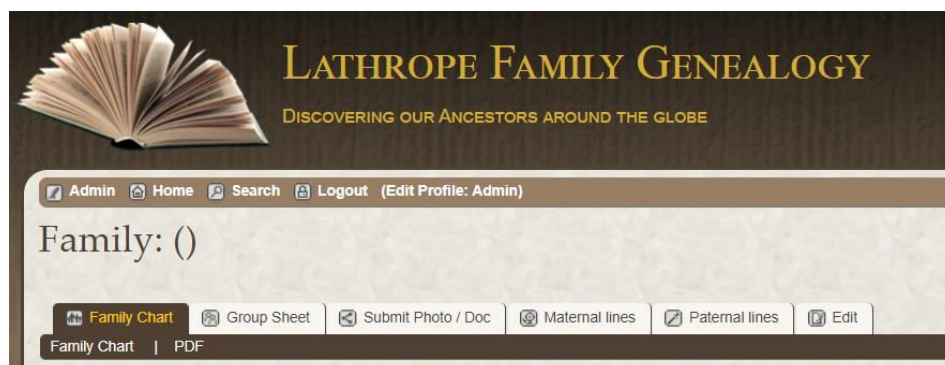 LATHROPE FAMILY GENEALOGY
DISCOVERING OUR ANCESTORS AROUND THE GLOBE
Admin Home Search Logout (Edit Profile: Admin)
Family: ()
Family Chart Group Sheet Submit Photo / Doc Maternal lines Paternal lines Edit
Family Chart | PDF